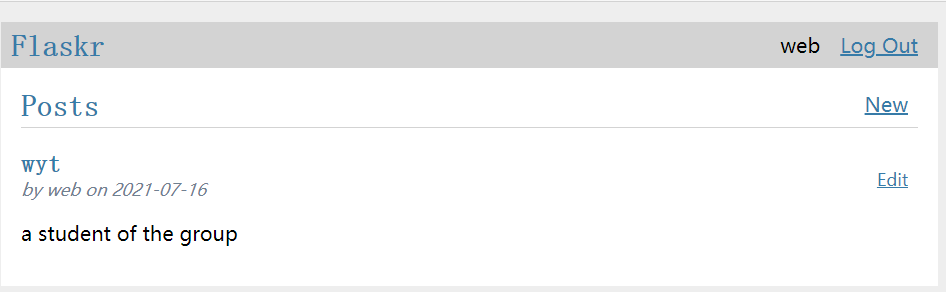 Flaskr web Log Out
Posts New
wyt
by web on 2021-07-16 Edit
a student of the group